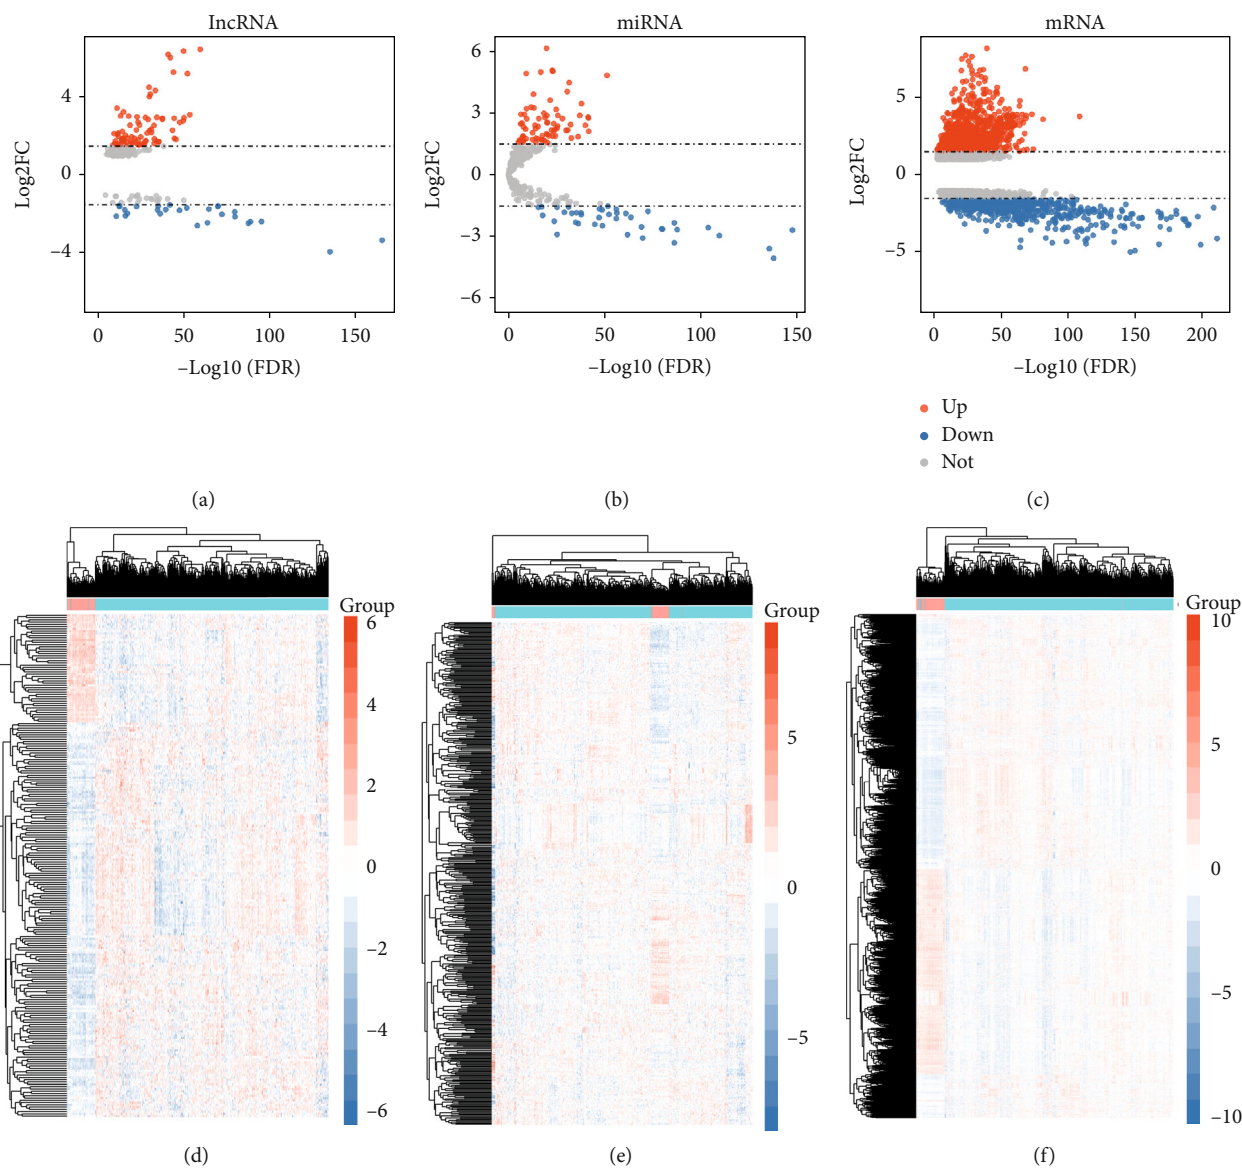 lncRNA
miRNA
mRNA
Log2FC
4
0
−4
0
50
100
150
−Log10 (FDR)
Log2FC
6
3
0
−3
−6
0
50
100
150
−Log10 (FDR)
Log2FC
5
0
−5
0
50
100
150
200
−Log10 (FDR)
Up
Down
Not
(a)
(b)
(c)
Group
6
4
2
0
−2
−4
−6
Group
5
0
−5
Group
10
5
0
−5
−10
(d)
(e)
(f)